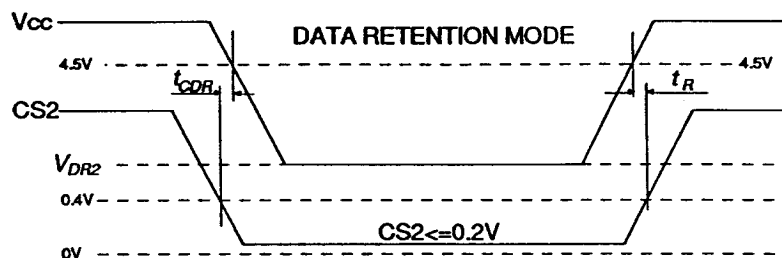 Vcc
DATA RETENTION MODE
4.5V
4.5V
tCDR
tR
CS2
VDR2
0.4V
CS2<=0.2V
0V